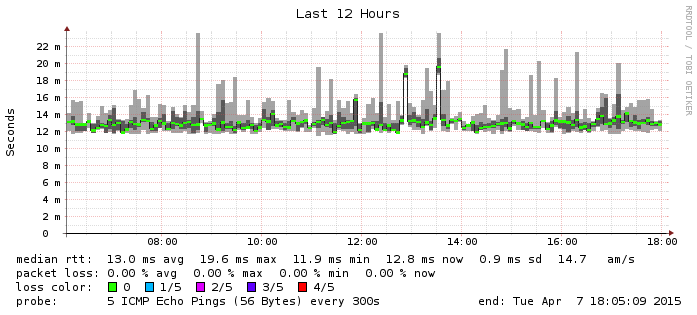 Last 12 Hours
RRDTOOL / TOBI OETIKER
Seconds
22 m
20 m
18 m
16 m
14 m
12 m
10 m
8 m
6 m
4 m
2 m
0
08:00 10:00 12:00 14:00 16:00 18:00
median rtt: 13.0 ms avg 19.6 ms max 11.9 ms min 12.8 ms now 0.9 ms sd 14.7 am/s
packet loss: 0.00 % avg 0.00 % max 0.00 % min 0.00 % now
loss color: 0 1/5 2/5 3/5 4/5
probe: 5 ICMP Echo Pings (56 Bytes) every 300s end: Tue Apr 7 18:05:09 2015